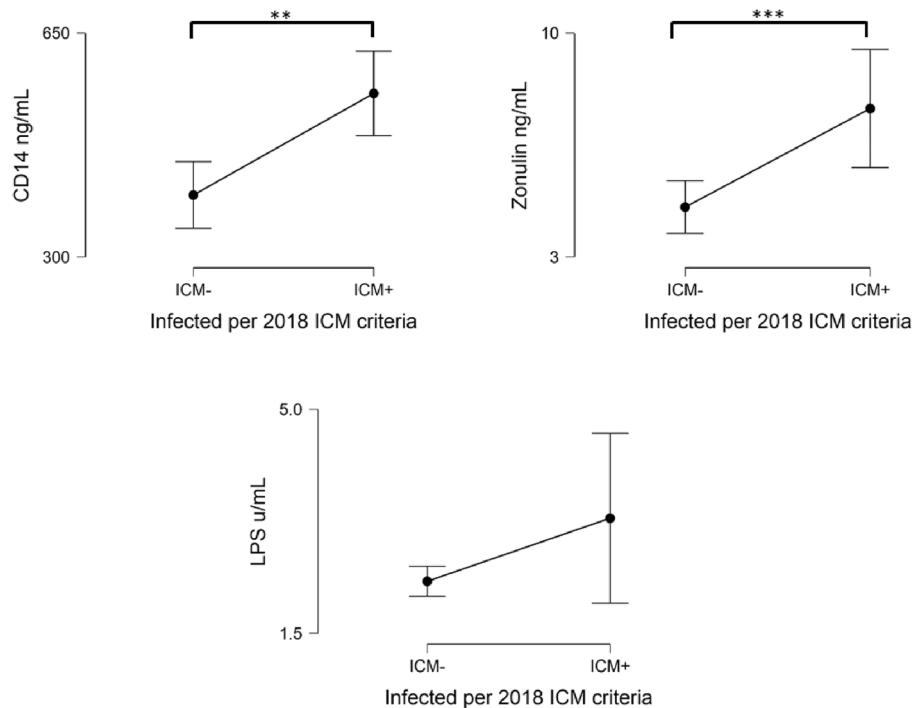 **
650
CD14 ng/mL
300
ICM-
ICM+
Infected per 2018 ICM criteria
***
10
Zonulin ng/mL
3
ICM-
ICM+
Infected per 2018 ICM criteria
5.0
LPS u/mL
1.5
ICM-
ICM+
Infected per 2018 ICM criteria